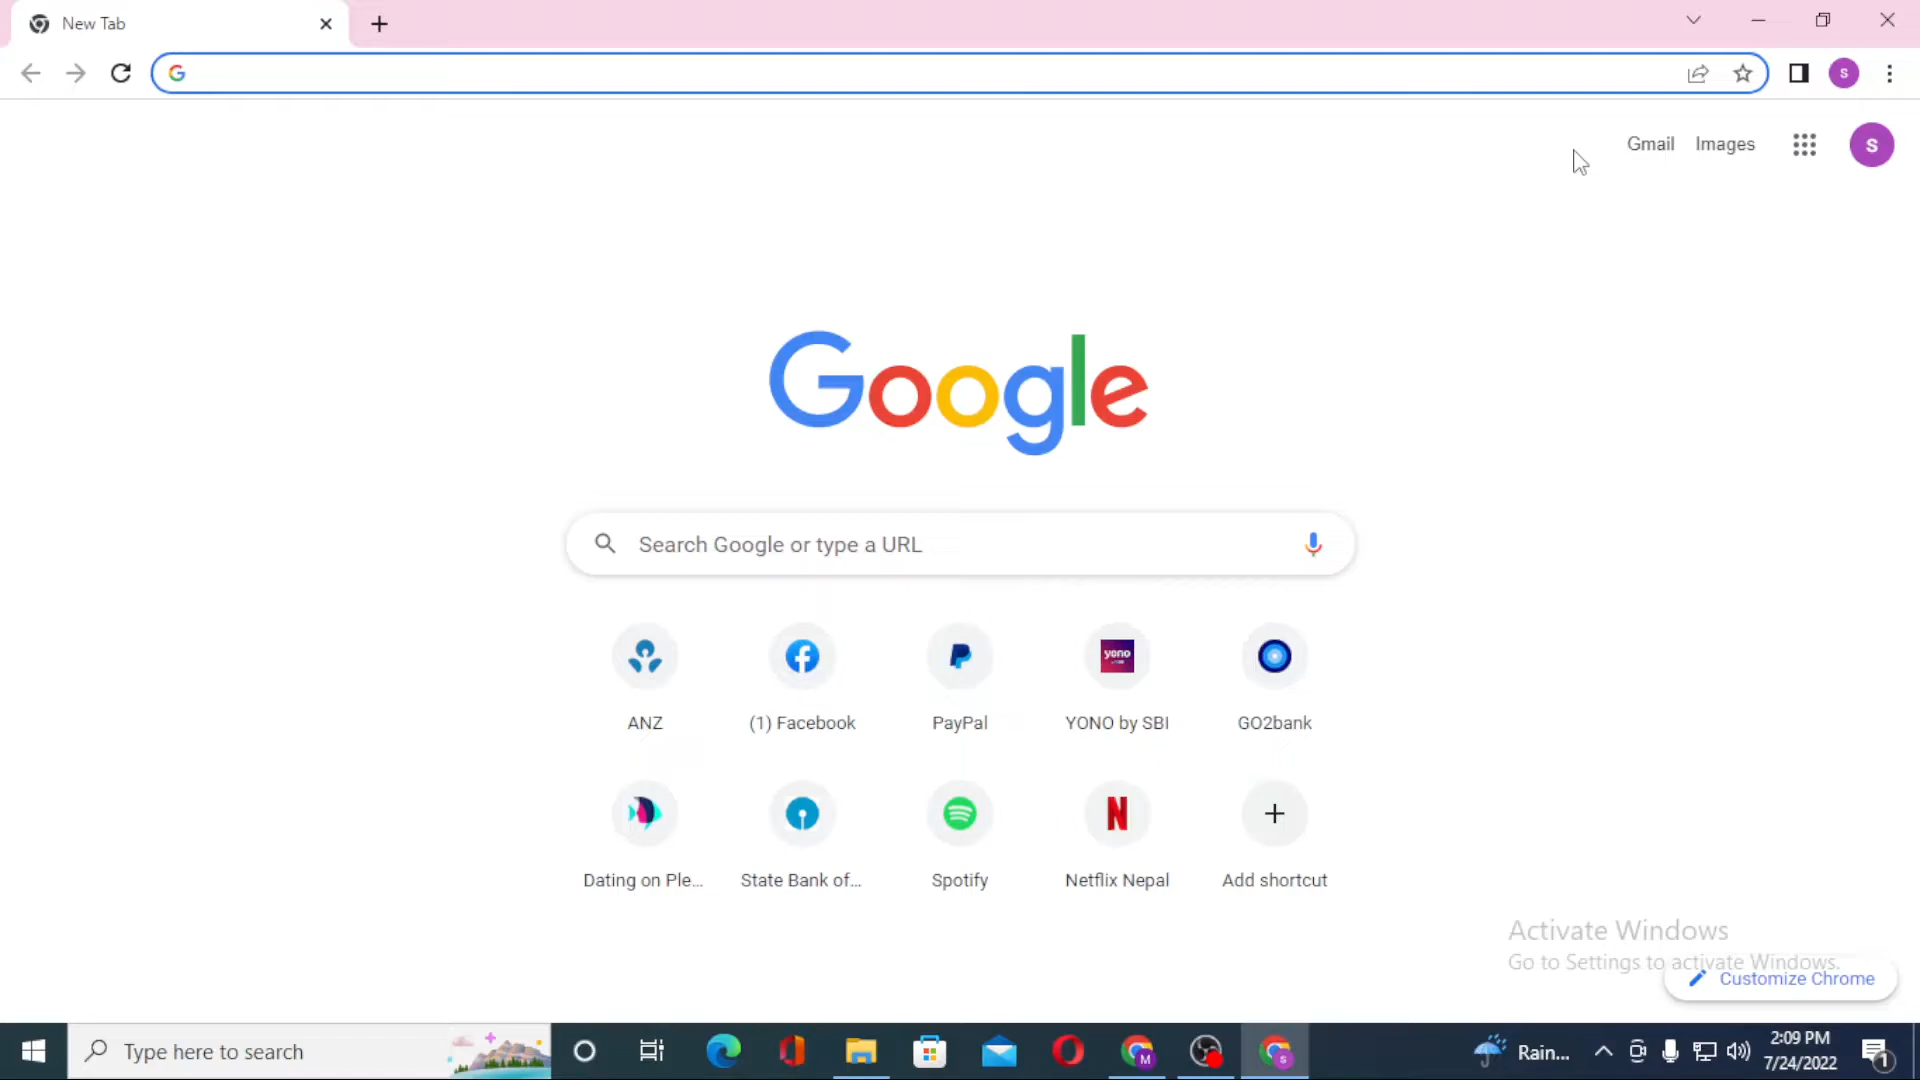 New Tab
S
Gmail Images
S
Google
Search Google or type a URL
yono
ANZ (1) Facebook PayPal YONO by SBI GO2bank
Dating on Ple... State Bank of... Spotify Netflix Nepal Add shortcut
Activate Windows
Go to Settings to activate Windows.
Customize Chrome
Type here to search
M
S
Rain...
2:09 PM
7/24/2022
1